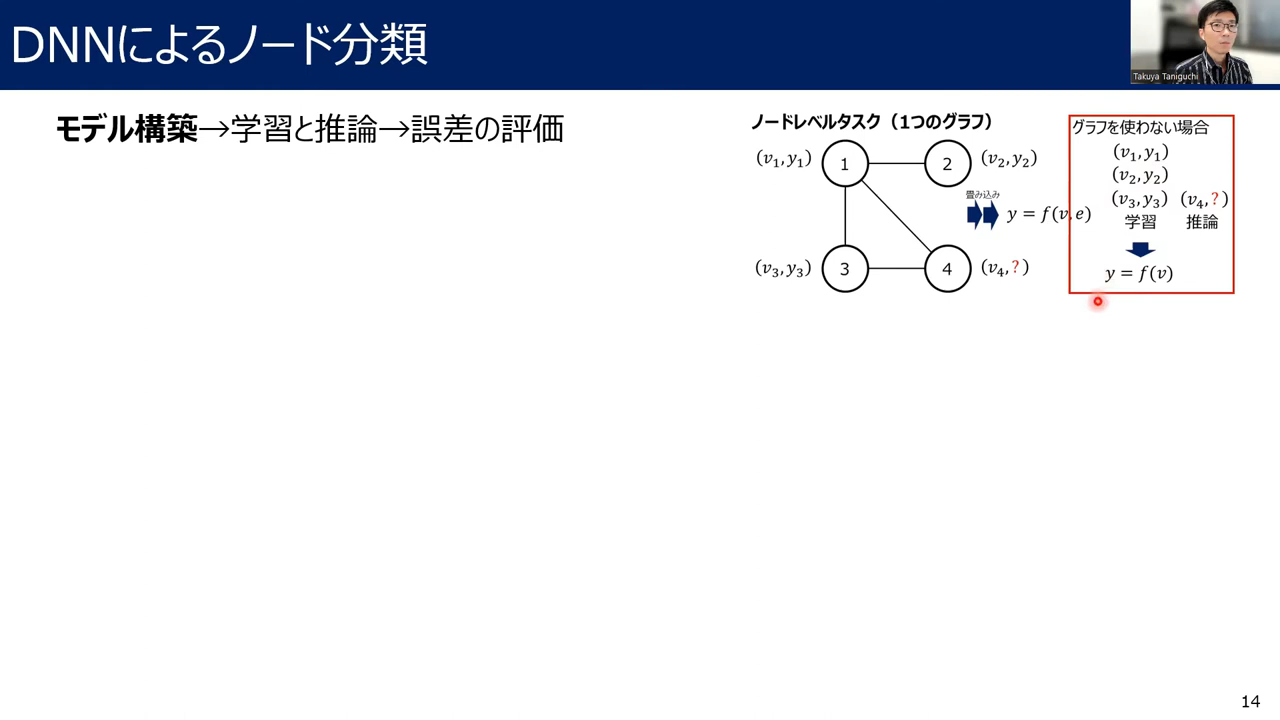 DNNによるノード分類
Takuya Taniguchi
モデル構築→学習と推論→誤差の評価
ノードレベルタスク（1つのグラフ）
(v₁, y₁)
1
2
(v₂, y₂)
畳み込み
y = f(v, e)
(v₃, y₃)
3
4
(v₄, ?)
グラフを使わない場合
(v₁, y₁)
(v₂, y₂)
(v₃, y₃) (v₄, ?)
学習 推論
y = f(v)
14